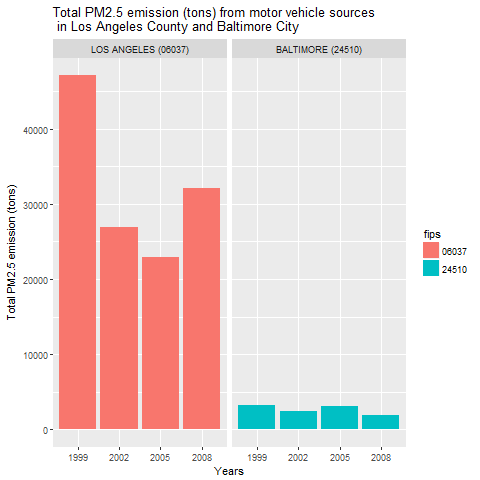 Total PM2.5 emission (tons) from motor vehicle sources
in Los Angeles County and Baltimore City
LOS ANGELES (06037)
BALTIMORE (24510)
Total PM2.5 emission (tons)
40000
30000
20000
10000
0
1999
2002
2005
2008
1999
2002
2005
2008
Years
fips
06037
24510